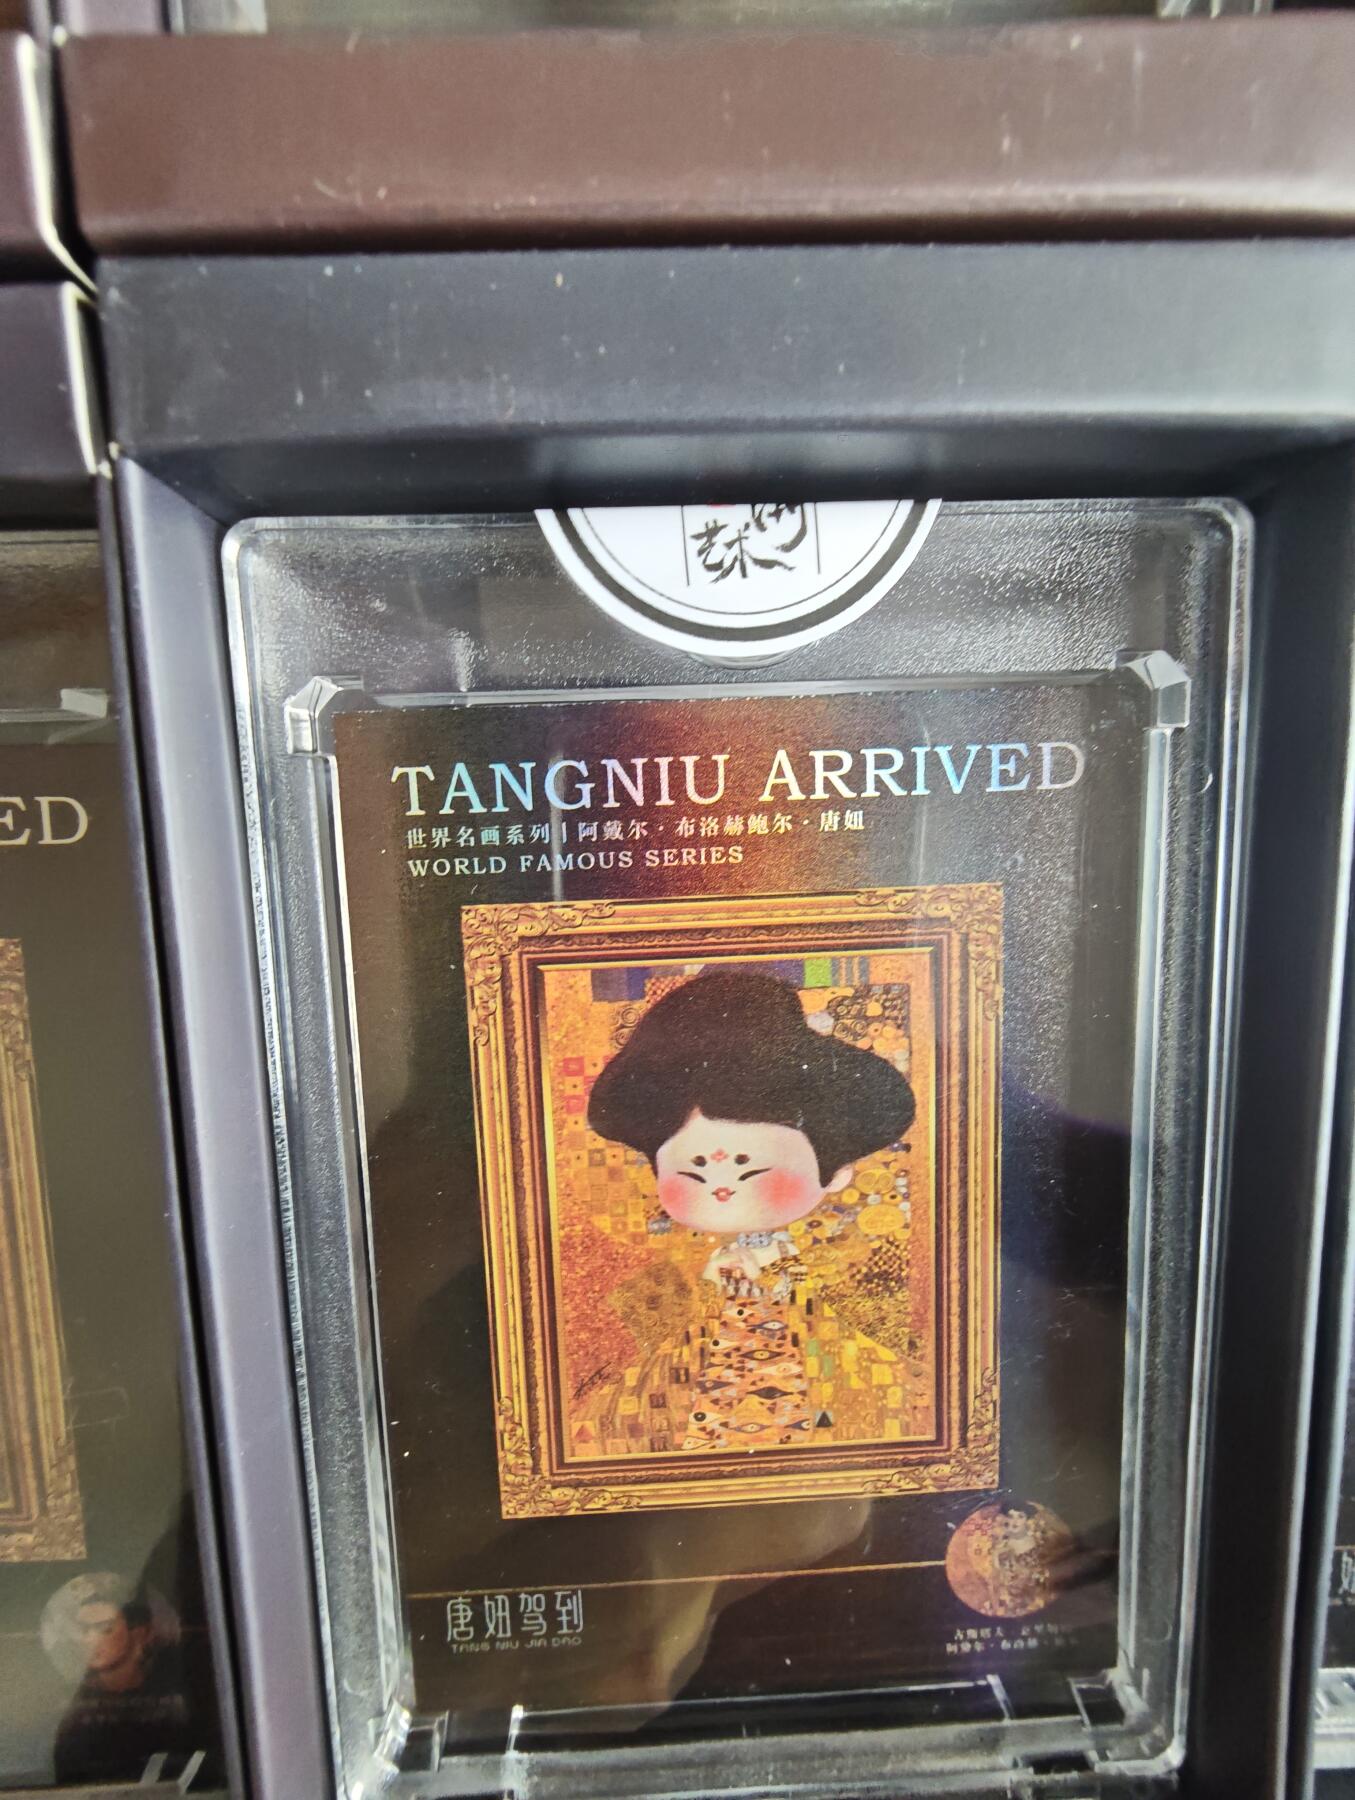 艺术
TANGNIU ARRIVED
世界名画系列 | 阿戴尔·布洛赫鲍尔·唐妞
WORLD FAMOUS SERIES
唐妞驾到
TANG NIU JIA DAO
ED